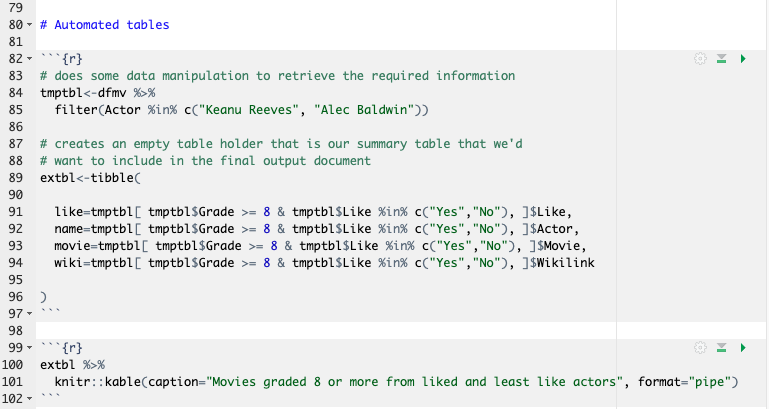 79
80 # Automated tables
81
82 ```{r}
83 # does some data manipulation to retrieve the required information
84 tmptbl<-dfmv %>%
85 filter(Actor %in% c("Keanu Reeves", "Alec Baldwin"))
86
87 # creates an empty table holder that is our summary table that we'd
88 # want to include in the final output document
89 extbl<-tibble(
90
91 like=tmptbl[ tmptbl$Grade >= 8 & tmptbl$Like %in% c("Yes","No"), ]$Like,
92 name=tmptbl[ tmptbl$Grade >= 8 & tmptbl$Like %in% c("Yes","No"), ]$Actor,
93 movie=tmptbl[ tmptbl$Grade >= 8 & tmptbl$Like %in% c("Yes","No"), ]$Movie,
94 wiki=tmptbl[ tmptbl$Grade >= 8 & tmptbl$Like %in% c("Yes","No"), ]$Wikilink
95
96 )
97 ```
98
99 ```{r}
100 extbl %>%
101 knitr::kable(caption="Movies graded 8 or more from liked and least like actors", format="pipe")
102 ```